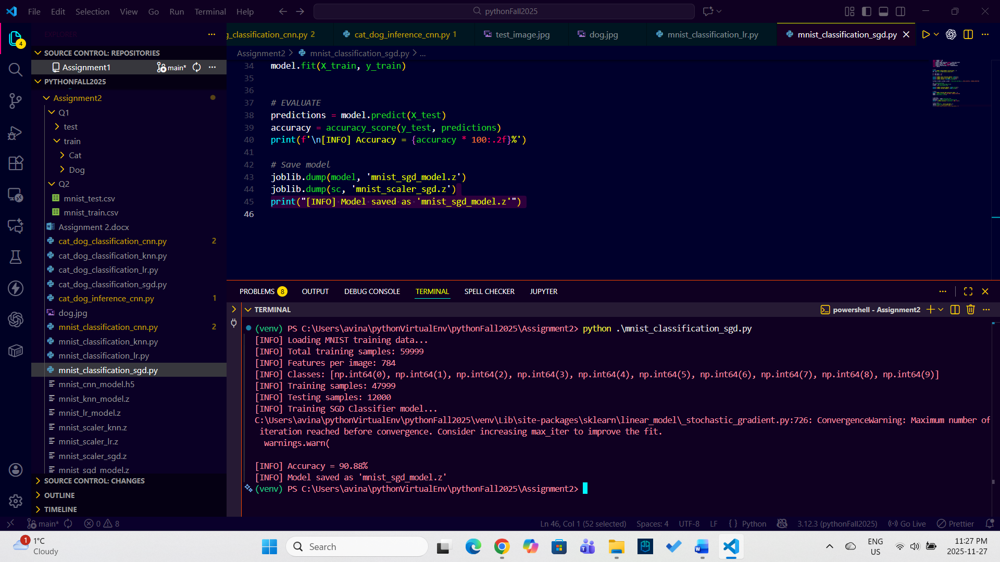 File Edit Selection View Go Run Terminal Help
pythonFall2025
EXPLORER
SOURCE CONTROL: REPOSITORIES
Assignment1 main*
PYTHONFALL2025
Assignment2
Q1
test
train
Cat
Dog
Q2
mnist_test.csv
mnist_train.csv
Assignment 2.docx
cat_dog_classification_cnn.py 2
cat_dog_classification_knn.py
cat_dog_classification_lr.py
cat_dog_classification_sgd.py
cat_dog_inference_cnn.py 1
dog.jpg
mnist_classification_cnn.py 2
mnist_classification_knn.py
mnist_classification_lr.py
mnist_classification_sgd.py
mnist_cnn_model.h5
mnist_knn_model.z
mnist_lr_model.z
mnist_scaler_knn.z
mnist_scaler_lr.z
mnist_scaler_sgd.z
mnist_sgd_model.z
SOURCE CONTROL: CHANGES
OUTLINE
TIMELINE
4
g_classification_cnn.py 2 cat_dog_inference_cnn.py 1 test_image.jpg dog.jpg mnist_classification_lr.py mnist_classification_sgd.py
Assignment2 > mnist_classification_sgd.py > ...
34 model.fit(X_train, y_train)
35
36
37 # EVALUATE
38 predictions = model.predict(X_test)
39 accuracy = accuracy_score(y_test, predictions)
40 print(f'\n[INFO] Accuracy = {accuracy * 100:.2f}%')
41
42 # Save model
43 joblib.dump(model, 'mnist_sgd_model.z')
44 joblib.dump(sc, 'mnist_scaler_sgd.z')
45 print("[INFO] Model saved as 'mnist_sgd_model.z'")
46
PROBLEMS 8 OUTPUT DEBUG CONSOLE TERMINAL SPELL CHECKER JUPYTER
TERMINAL
powershell - Assignment2
(venv) PS C:\Users\avina\pythonVirtualEnv\pythonFall2025\Assignment2> python .\mnist_classification_sgd.py
[INFO] Loading MNIST training data...
[INFO] Total training samples: 59999
[INFO] Features per image: 784
[INFO] Classes: [np.int64(0), np.int64(1), np.int64(2), np.int64(3), np.int64(4), np.int64(5), np.int64(6), np.int64(7), np.int64(8), np.int64(9)]
[INFO] Training samples: 47999
[INFO] Testing samples: 12000
[INFO] Training SGD Classifier model...
C:\Users\avina\pythonVirtualEnv\pythonFall2025\venv\Lib\site-packages\sklearn\linear_model\_stochastic_gradient.py:726: ConvergenceWarning: Maximum number of
iteration reached before convergence. Consider increasing max_iter to improve the fit.
warnings.warn(
[INFO] Accuracy = 90.88%
[INFO] Model saved as 'mnist_sgd_model.z'
(venv) PS C:\Users\avina\pythonVirtualEnv\pythonFall2025\Assignment2>
main* 0 8 Ln 46, Col 1 (52 selected) Spaces: 4 UTF-8 LF { } Python 3.12.3 (pythonFall2025) Go Live Prettier
1 1°C
Cloudy
Search
ENG
US
11:27 PM
2025-11-27